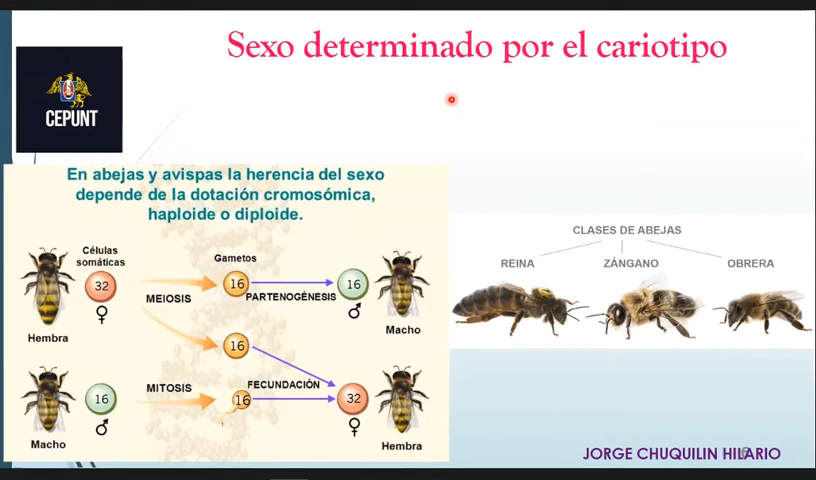 Sexo determinado por el cariotipo
CEPUNT
En abejas y avispas la herencia del sexo
depende de la dotación cromosómica,
haploide o diploide.
Células
somáticas
Gametos
32
16
16
♀
MEIOSIS
PARTENOGÉNESIS
♂
Hembra
Macho
16
MITOSIS
FECUNDACIÓN
16
16
32
♂
♀
Macho
Hembra
CLASES DE ABEJAS
REINA
ZÁNGANO
OBRERA
JORGE CHUQUILIN HILARIO